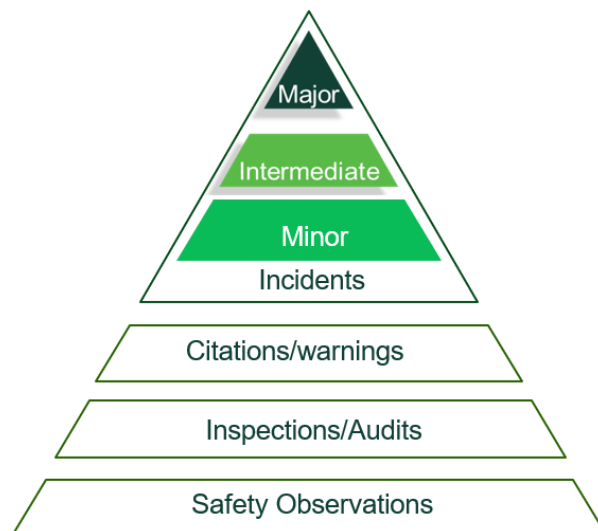 Major
Intermediate
Minor
Incidents
Citations/warnings
Inspections/Audits
Safety Observations